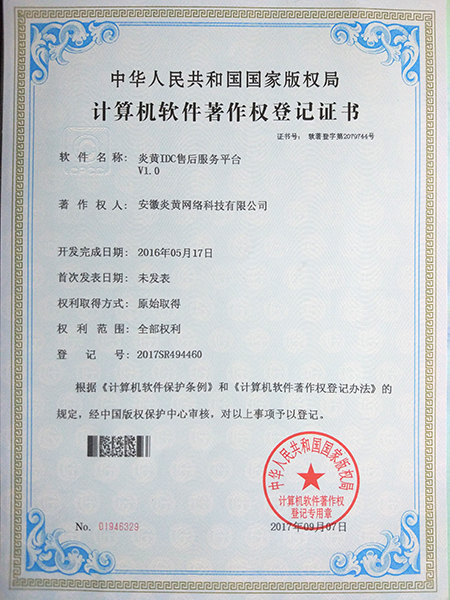 中华人民共和国国家版权局
计算机软件著作权登记证书
证书号: 软著登字第2079744号
软件名称: 炎黄IDC售后服务平台
V1.0
著作权人: 安徽炎黄网络科技有限公司
开发完成日期: 2016年05月17日
首次发表日期: 未发表
权利取得方式: 原始取得
权利范围: 全部权利
登记号: 2017SR494460
根据《计算机软件保护条例》和《计算机软件著作权登记办法》的
规定，经中国版权保护中心审核，对以上事项予以登记。
中华人民共和国国家版权局
计算机软件著作权
登记专用章
No. 01946329
2017年09月07日